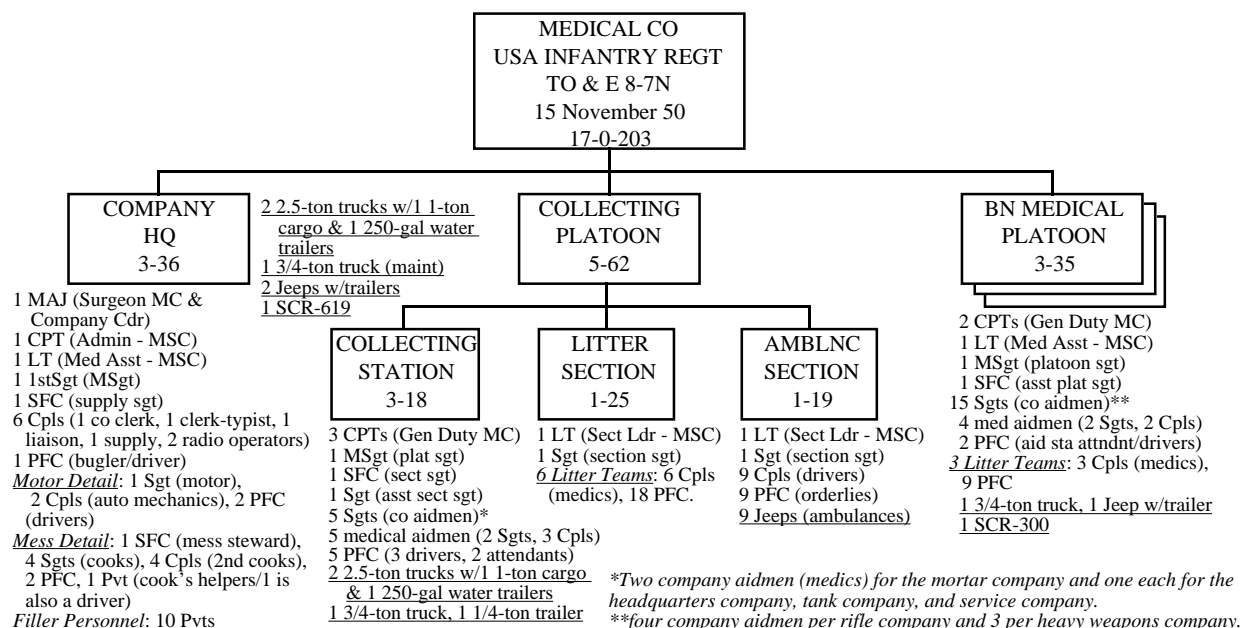 MEDICAL CO
USA INFANTRY REGT
TO & E 8-7N
15 November 50
17-0-203
COMPANY
HQ
3-36
1 MAJ (Surgeon MC &
Company Cdr)
1 CPT (Admin - MSC)
1 LT (Med Asst - MSC)
1 1stSgt (MSgt)
1 SFC (supply sgt)
6 Cpls (1 co clerk, 1 clerk-typist, 1
liaison, 1 supply, 2 radio operators)
1 PFC (bugler/driver)
Motor Detail: 1 Sgt (motor),
2 Cpls (auto mechanics), 2 PFC
(drivers)
Mess Detail: 1 SFC (mess steward),
4 Sgts (cooks), 4 Cpls (2nd cooks),
2 PFC, 1 Pvt (cook's helpers/1 is
also a driver)
Filler Personnel: 10 Pvts
2 2.5-ton trucks w/1 1-ton
cargo & 1 250-gal water
trailers
1 3/4-ton truck (maint)
2 Jeeps w/trailers
1 SCR-619
COLLECTING
PLATOON
5-62
COLLECTING
STATION
3-18
3 CPTs (Gen Duty MC)
1 MSgt (plat sgt)
1 SFC (sect sgt)
1 Sgt (asst sect sgt)
5 Sgts (co aidmen)*
5 medical aidmen (2 Sgts, 3 Cpls)
5 PFC (3 drivers, 2 attendants)
2 2.5-ton trucks w/1 1-ton cargo
& 1 250-gal water trailers
1 3/4-ton truck, 1 1/4-ton trailer
LITTER
SECTION
1-25
1 LT (Sect Ldr - MSC)
1 Sgt (section sgt)
6 Litter Teams: 6 Cpls
(medics), 18 PFC.
AMBLNC
SECTION
1-19
1 LT (Sect Ldr - MSC)
1 Sgt (section sgt)
9 Cpls (drivers)
9 PFC (orderlies)
9 Jeeps (ambulances)
BN MEDICAL
PLATOON
3-35
2 CPTs (Gen Duty MC)
1 LT (Med Asst - MSC)
1 MSgt (platoon sgt)
1 SFC (asst plat sgt)
15 Sgts (co aidmen)**
4 med aidmen (2 Sgts, 2 Cpls)
2 PFC (aid sta attndnt/drivers)
3 Litter Teams: 3 Cpls (medics),
9 PFC
1 3/4-ton truck, 1 Jeep w/trailer
1 SCR-300
*Two company aidmen (medics) for the mortar company and one each for the
headquarters company, tank company, and service company.
**four company aidmen per rifle company and 3 per heavy weapons company.